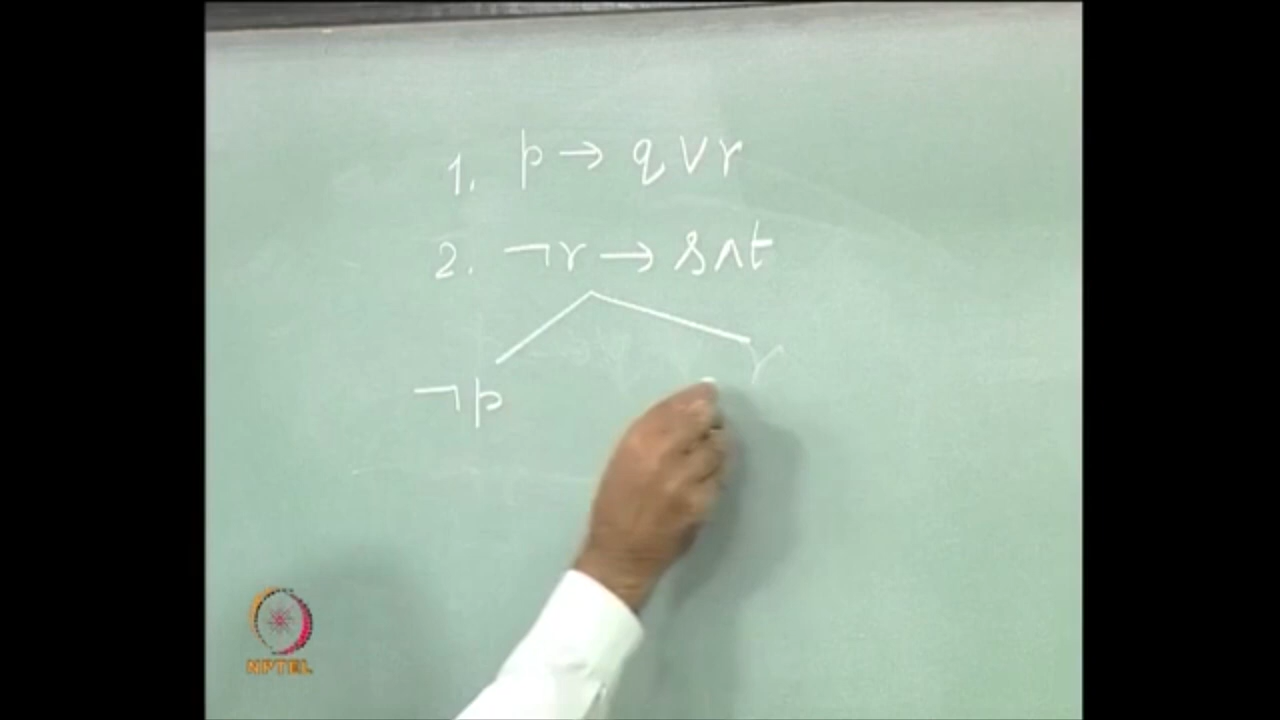 1. p → q ∨ r
2. ¬r → s ∧ t
¬p r
NPTEL